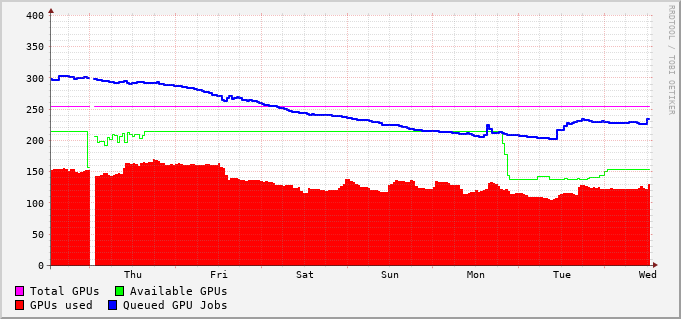 400
350
300
250
200
150
100
50
0
Thu Fri Sat Sun Mon Tue Wed
Total GPUs Available GPUs
GPUs used Queued GPU Jobs
RRDTOOL / TOBI OETIKER